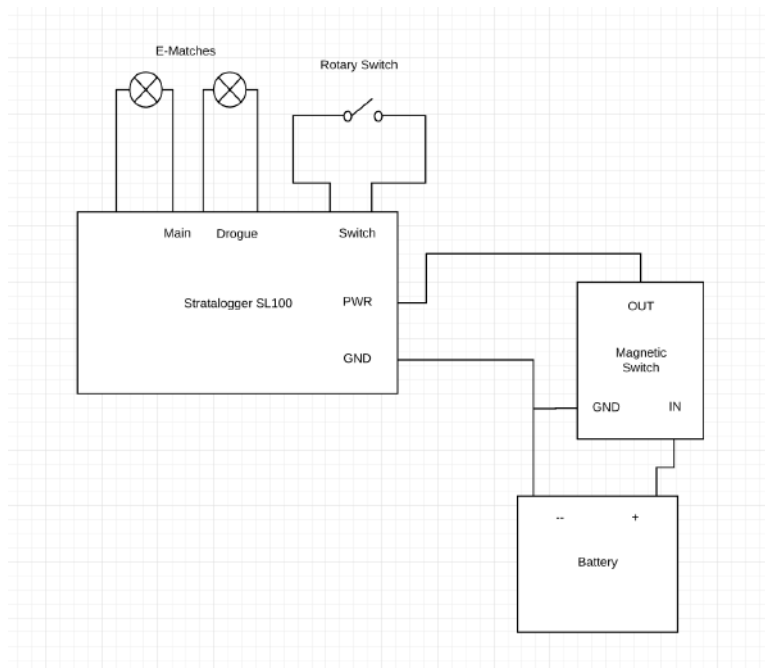 E-Matches
Rotary Switch
Main
Drogue
Switch
Stratalogger SL100
PWR
GND
OUT
Magnetic
Switch
GND
IN
--
+
Battery